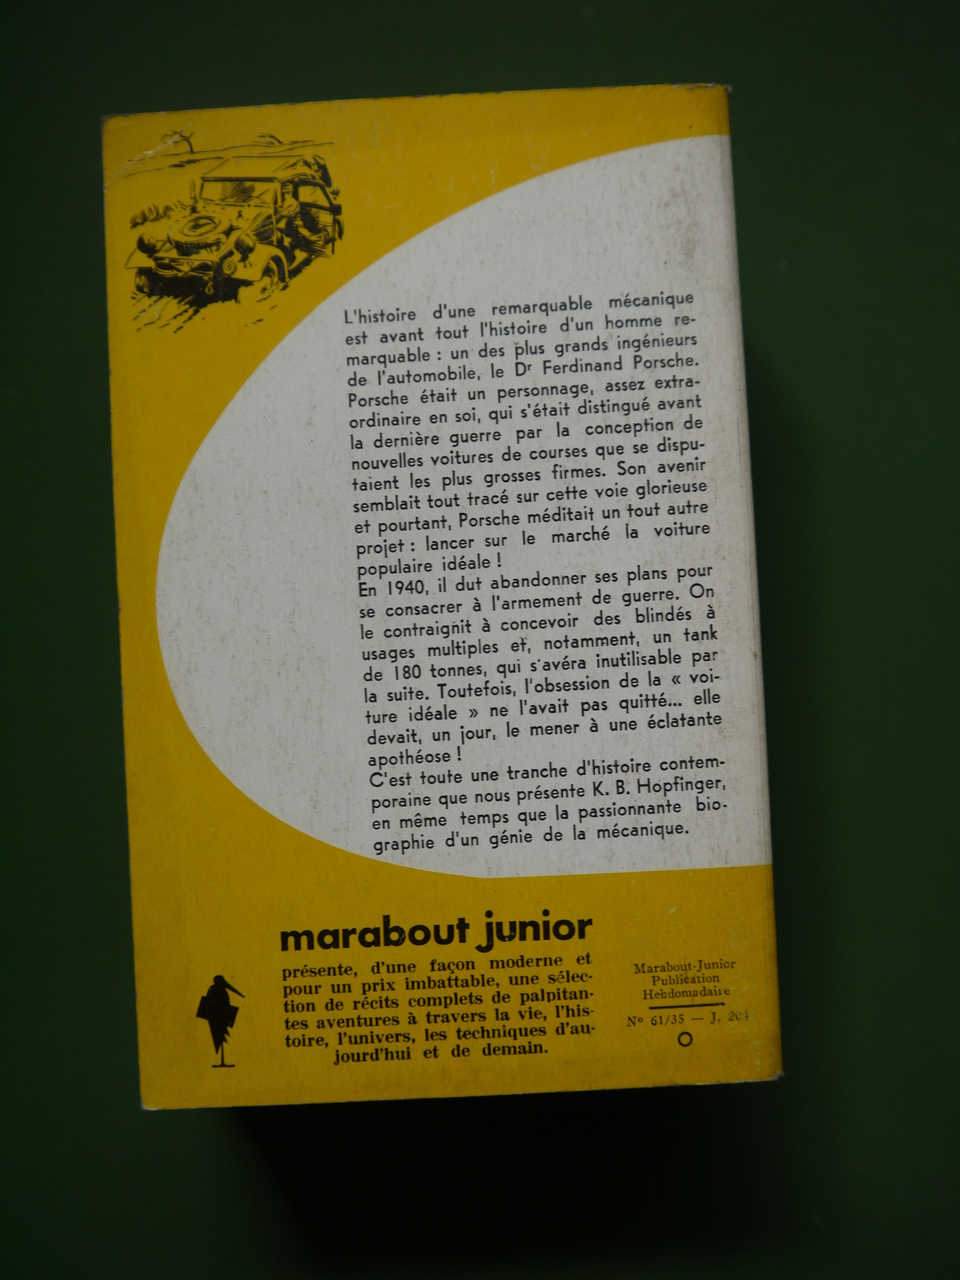 L'histoire d'une remarquable mécanique
est avant tout l'histoire d'un homme re-
marquable : un des plus grands ingénieurs
de l'automobile, le Dr Ferdinand Porsche.
Porsche était un personnage, assez extra-
ordinaire en soi, qui s'était distingué avant
la dernière guerre par la conception de
nouvelles voitures de courses que se dispu-
taient les plus grosses firmes. Son avenir
semblait tout tracé sur cette voie glorieuse
et pourtant, Porsche méditait un tout autre
projet : lancer sur le marché la voiture
populaire idéale !
En 1940, il dut abandonner ses plans pour
se consacrer à l'armement de guerre. On
le contraignit à concevoir des blindés à
usages multiples et, notamment, un tank
de 180 tonnes, qui s'avéra inutilisable par
la suite. Toutefois, l'obsession de la « voi-
ture idéale » ne l'avait pas quitté... elle
devait, un jour, le mener à une éclatante
apothéose !
C'est toute une tranche d'histoire contem-
poraine que nous présente K. B. Hopfinger,
en même temps que la passionnante bio-
graphie d'un génie de la mécanique.
marabout junior
présente, d'une façon moderne et
pour un prix imbattable, une sélec-
tion de récits complets de palpitan-
tes aventures à travers la vie, l'his-
toire, l'univers, les techniques d'au-
jourd'hui et de demain.
Marabout-Junior
Publication
Hebdomadaire
N° 61/35 — J.